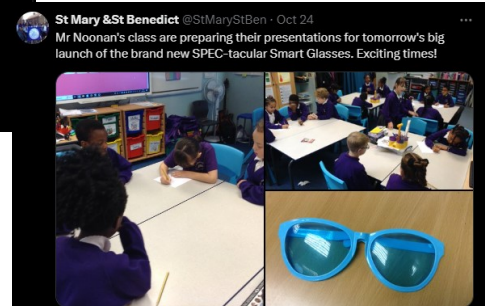 St Mary &St Benedict @StMaryStBen · Oct 24
Mr Noonan's class are preparing their presentations for tomorrow's big
launch of the brand new SPEC-tacular Smart Glasses. Exciting times!